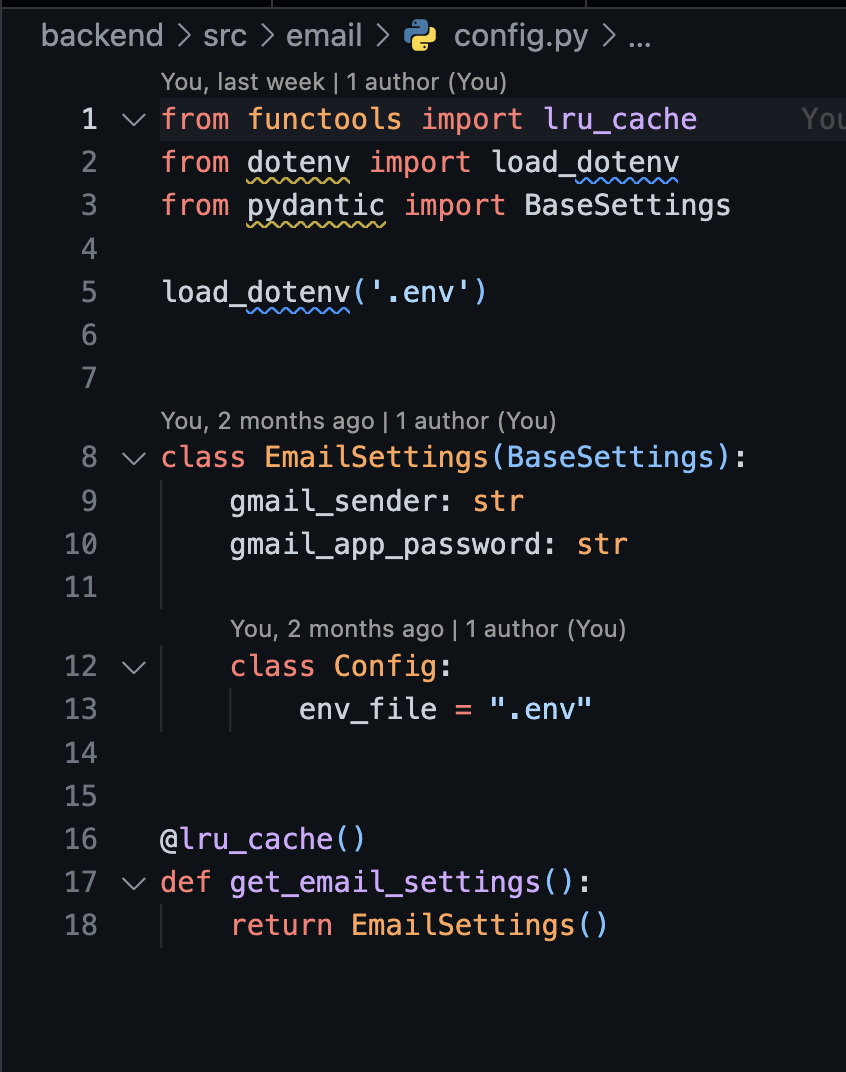 backend > src > email > config.py > ...
You, last week | 1 author (You)
1 from functools import lru_cache You
2 from dotenv import load_dotenv
3 from pydantic import BaseSettings
4
5 load_dotenv('.env')
6
7
You, 2 months ago | 1 author (You)
8 class EmailSettings(BaseSettings):
9     gmail_sender: str
10     gmail_app_password: str
11
You, 2 months ago | 1 author (You)
12     class Config:
13         env_file = ".env"
14
15
16 @lru_cache()
17 def get_email_settings():
18     return EmailSettings()